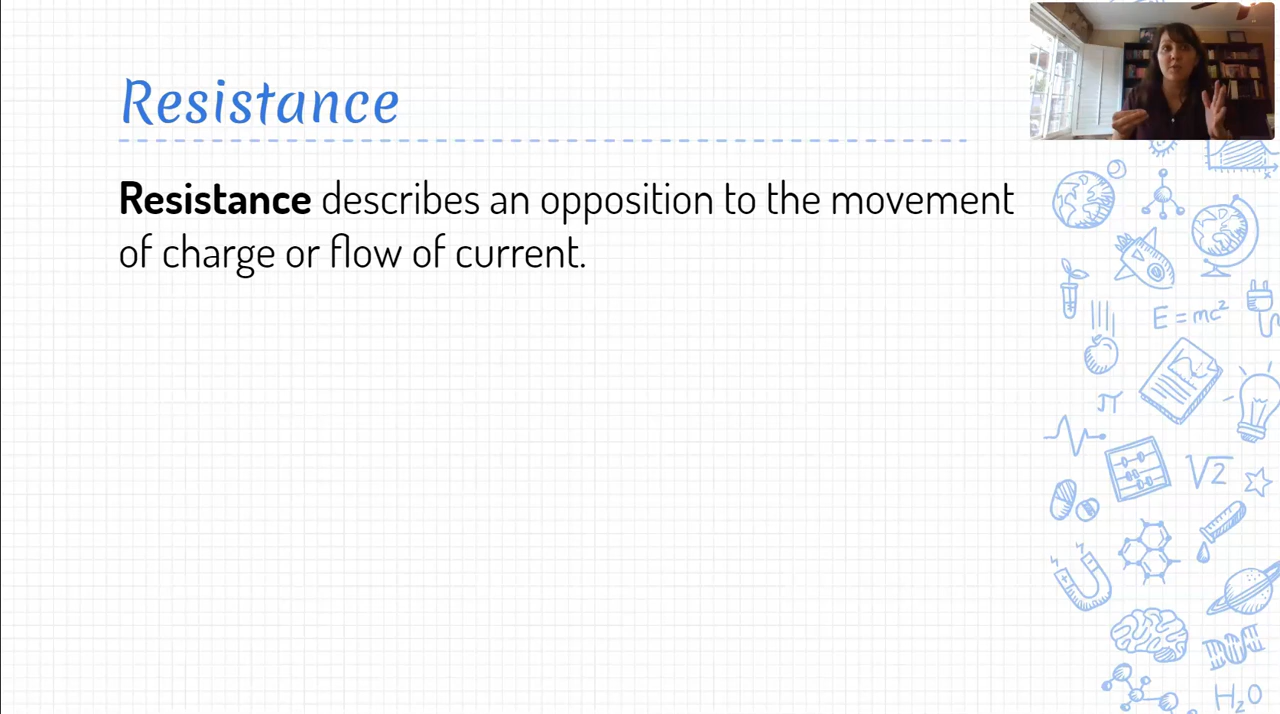 Resistance
Resistance describes an opposition to the movement
of charge or flow of current.
E = mc²
π
√2
H₂O